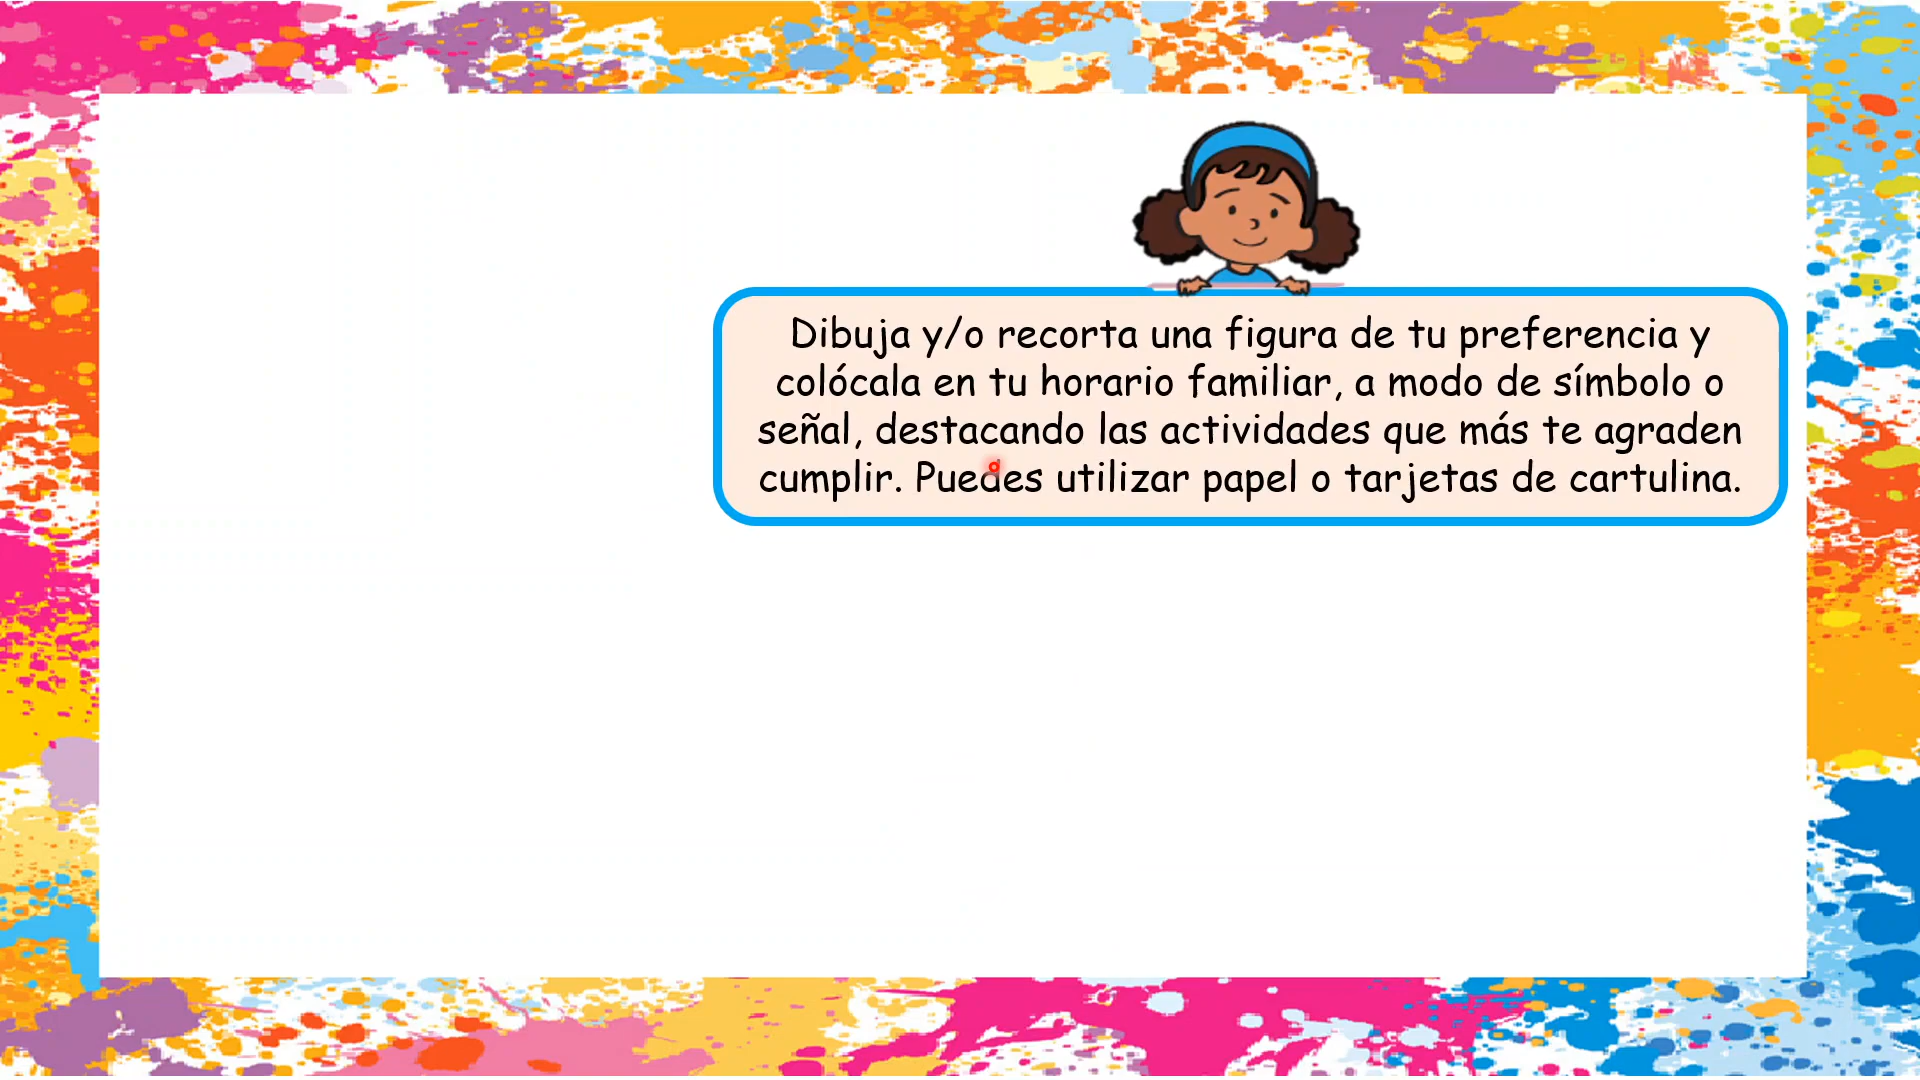 Dibuja y/o recorta una figura de tu preferencia y
colócala en tu horario familiar, a modo de símbolo o
señal, destacando las actividades que más te agraden
cumplir. Puedes utilizar papel o tarjetas de cartulina.